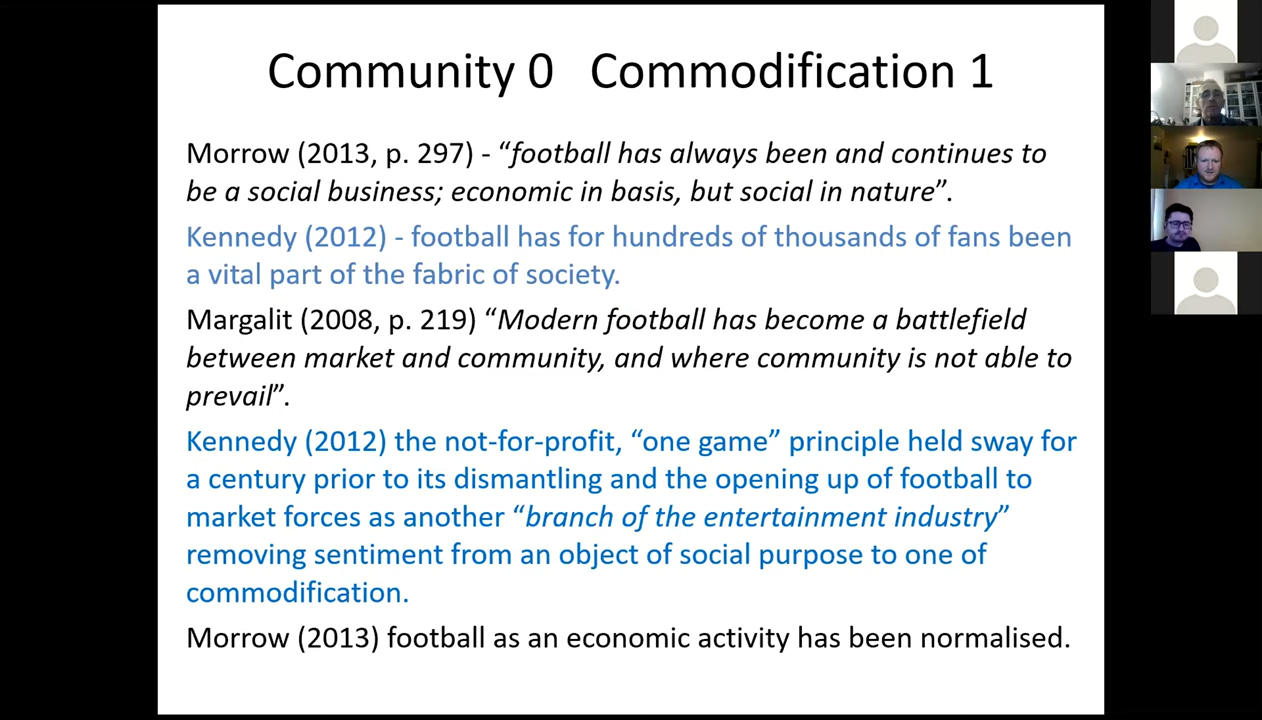 Community 0 Commodification 1
Morrow (2013, p. 297) - “football has always been and continues to
be a social business; economic in basis, but social in nature”.
Kennedy (2012) - football has for hundreds of thousands of fans been
a vital part of the fabric of society.
Margalit (2008, p. 219) “Modern football has become a battlefield
between market and community, and where community is not able to
prevail”.
Kennedy (2012) the not-for-profit, “one game” principle held sway for
a century prior to its dismantling and the opening up of football to
market forces as another “branch of the entertainment industry”
removing sentiment from an object of social purpose to one of
commodification.
Morrow (2013) football as an economic activity has been normalised.